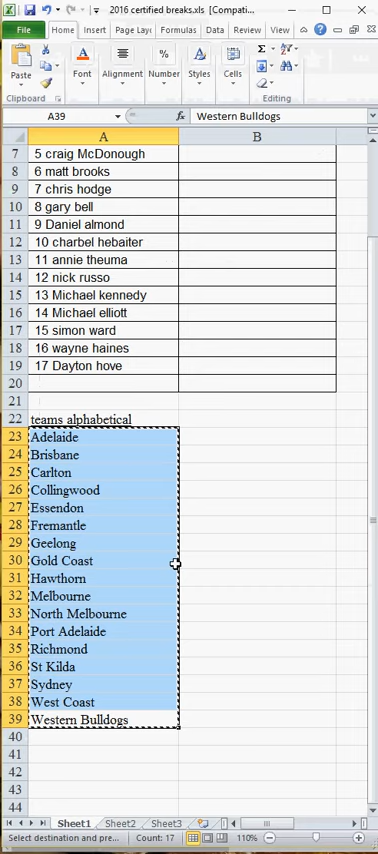 2016 certified breaks.xls [Compati...
File Home Insert Page Lay Formulas Data Review View
Paste Font Alignment Number Styles Cells
Clipboard Editing
A39 fx Western Bulldogs
A B
7 5 craig McDonough
8 6 matt brooks
9 7 chris hodge
10 8 gary bell
11 9 Daniel almond
12 10 charbel hebaiter
13 11 annie theuma
14 12 nick russo
15 13 Michael kennedy
16 14 Michael elliott
17 15 simon ward
18 16 wayne haines
19 17 Dayton hove
20
21
22 teams alphabetical
23 Adelaide
24 Brisbane
25 Carlton
26 Collingwood
27 Essendon
28 Fremantle
29 Geelong
30 Gold Coast
31 Hawthorn
32 Melbourne
33 North Melbourne
34 Port Adelaide
35 Richmond
36 St Kilda
37 Sydney
38 West Coast
39 Western Bulldogs
40
41
42
43
44
Sheet1 Sheet2 Sheet3
Select destination and pre... Count: 17 110%